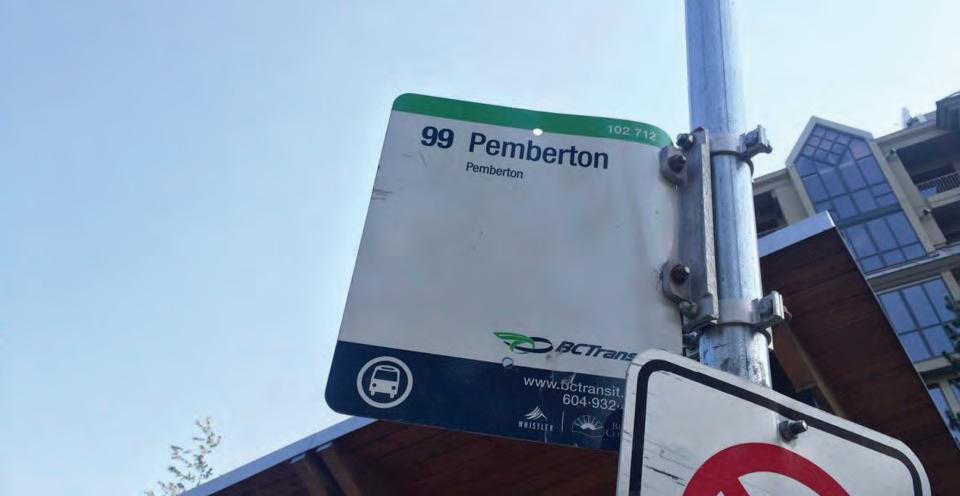 102 712
99 Pemberton
Pemberton
BCTrans
www.bctransit.
604·932·
WHISTLER